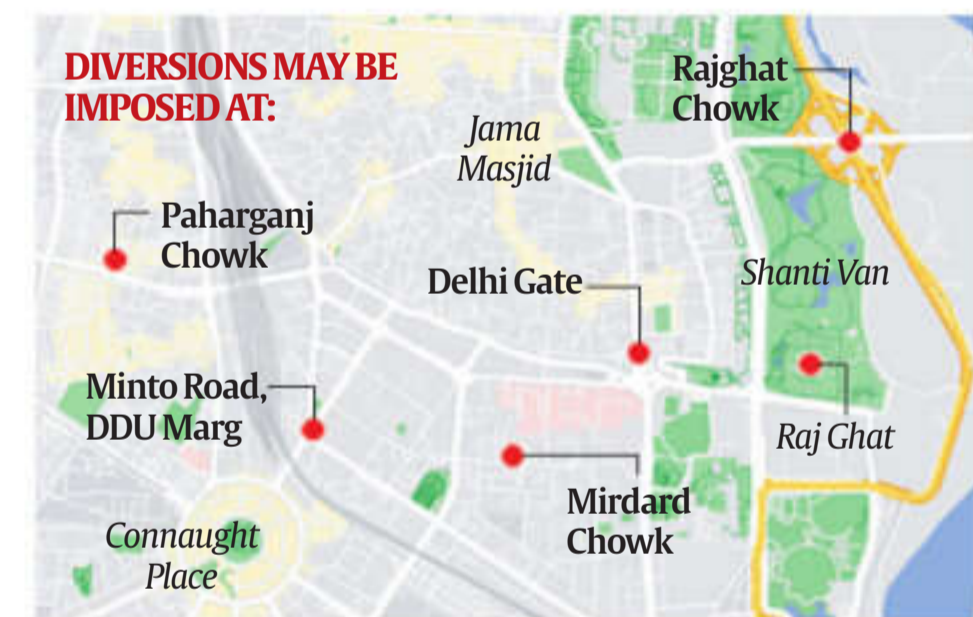 DIVERSIONS MAY BE
IMPOSED AT:
Rajghat
Chowk
Jama
Masjid
Paharganj
Chowk
Delhi Gate
Shanti Van
Minto Road,
DDU Marg
Raj Ghat
Mirdard
Chowk
Connaught
Place